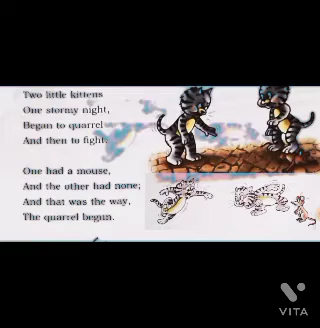 Two little kittens
One stormy night,
Began to quarrel
And then to fight.
One had a mouse,
And the other had none;
And that was the way,
The quarrel begun.
VITA